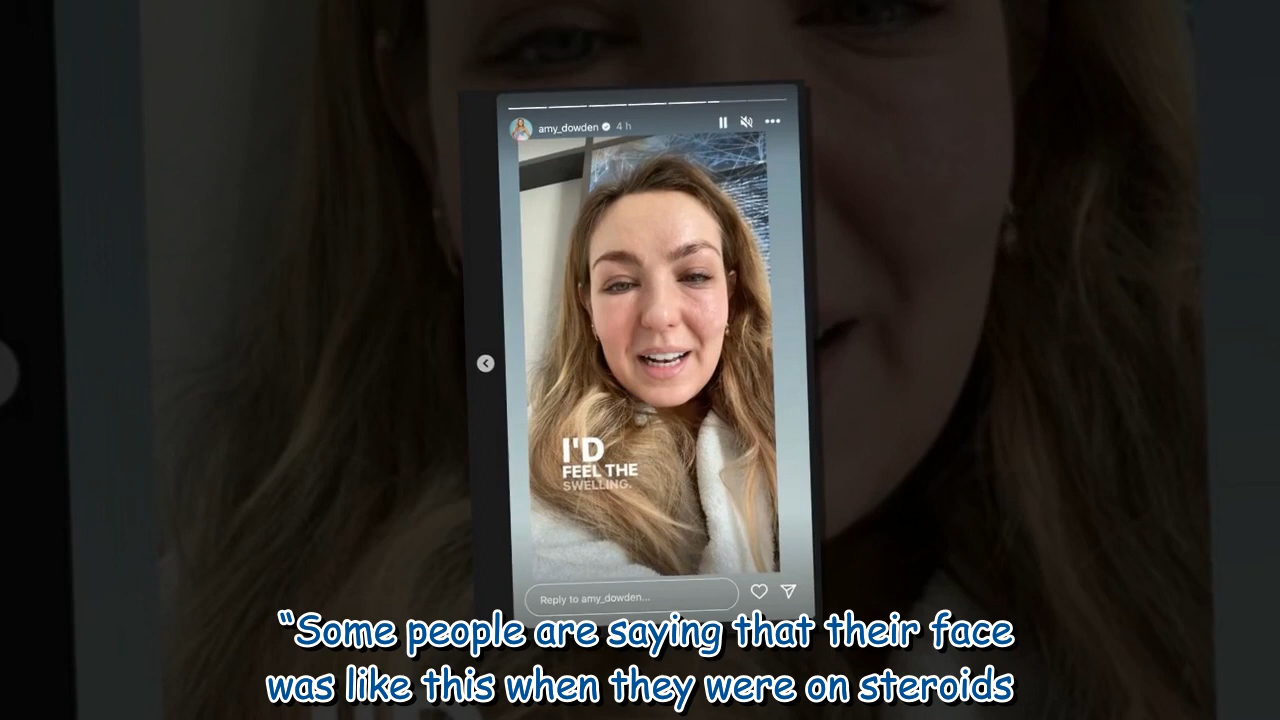 amy_dowden 4 h
I'D
FEEL THE
SWELLING.
Reply to amy_dowden...
“Some people are saying that their face
was like this when they were on steroids